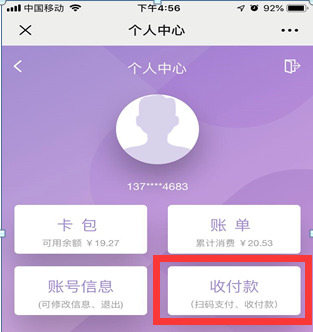 中国移动 下午4:56 92%
个人中心
个人中心
137****4683
卡 包 账 单
可用余额 ¥19.27 累计消费 ¥20.53
账号信息 收付款
(可修改信息、退出) (扫码支付、收付款)